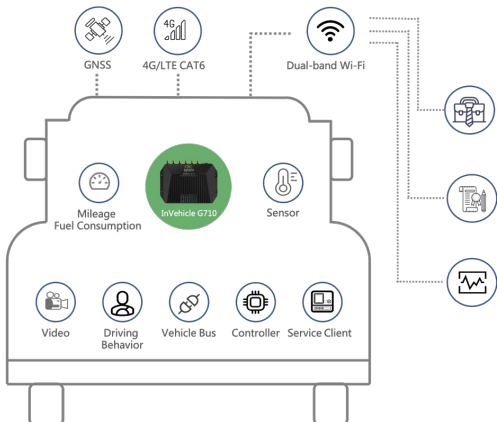 4G
GNSS
4G/LTE CAT6
Dual-band Wi-Fi
InVehicle G710
Mileage
Fuel Consumption
Sensor
Video
Driving
Behavior
Vehicle Bus
Controller
Service Client